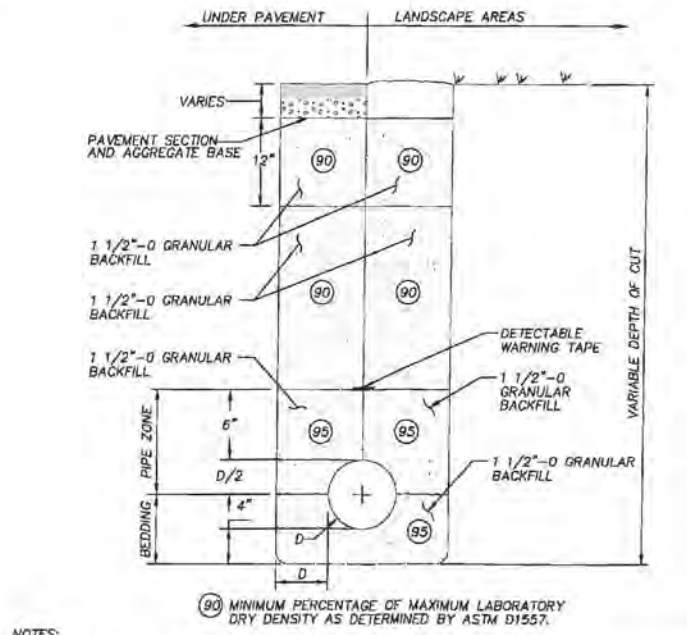 UNDER PAVEMENT
LANDSCAPE AREAS
VARIES
PAVEMENT SECTION
AND AGGREGATE BASE
12"
90
90
1 1/2"-0 GRANULAR
BACKFILL
1 1/2"-0 GRANULAR
BACKFILL
90
90
VARIABLE DEPTH OF CUT
DETECTABLE
WARNING TAPE
1 1/2"-0 GRANULAR
BACKFILL
1 1/2"-0
GRANULAR
BACKFILL
6"
95
95
PIPE ZONE
D/2
1 1/2"-0 GRANULAR
BACKFILL
4"
BEDDING
95
D
D
90 MINIMUM PERCENTAGE OF MAXIMUM LABORATORY
DRY DENSITY AS DETERMINED BY ASTM D1557.
NOTES: